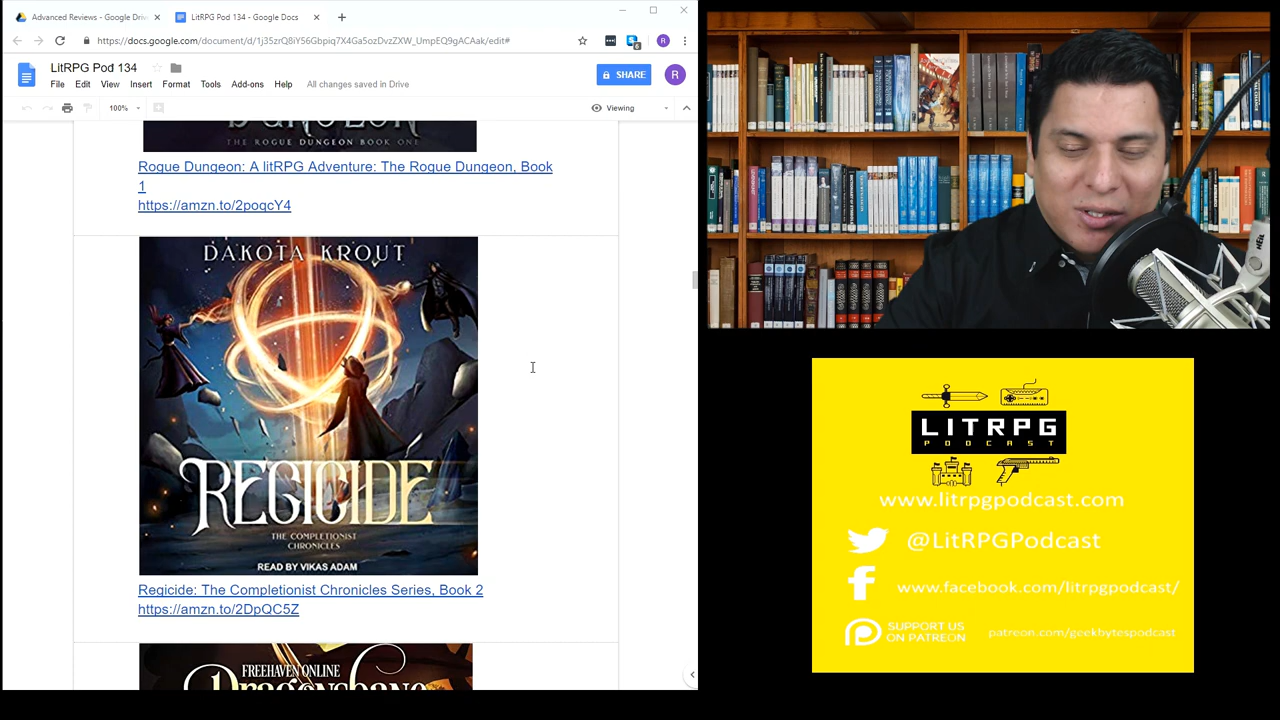 Advanced Reviews - Google Driv
LitRPG Pod 134 - Google Docs
https://docs.google.com/document/d/1j35zrQ8iY56Gbpiq7X4Ga5ozDvzZXW_UmpEQ9gACAak/edit#
6
R
LitRPG Pod 134
File Edit View Insert Format Tools Add-ons Help All changes saved in Drive
SHARE
R
100%
Viewing
THE ROGUE DUNGEON BOOK ONE
Rogue Dungeon: A litRPG Adventure: The Rogue Dungeon, Book
1
https://amzn.to/2poqcY4
DAKOTA KROUT
REGICIDE
THE COMPLETIONIST
CHRONICLES
READ BY VIKAS ADAM
Regicide: The Completionist Chronicles Series, Book 2
https://amzn.to/2DpQC5Z
FREEHAVEN ONLINE
Dragonsbane
LITRPG
PODCAST
www.litrpgpodcast.com
@LitRPGPodcast
www.facebook.com/litrpgpodcast/
SUPPORT US
ON PATREON
patreon.com/geekbytespodcast